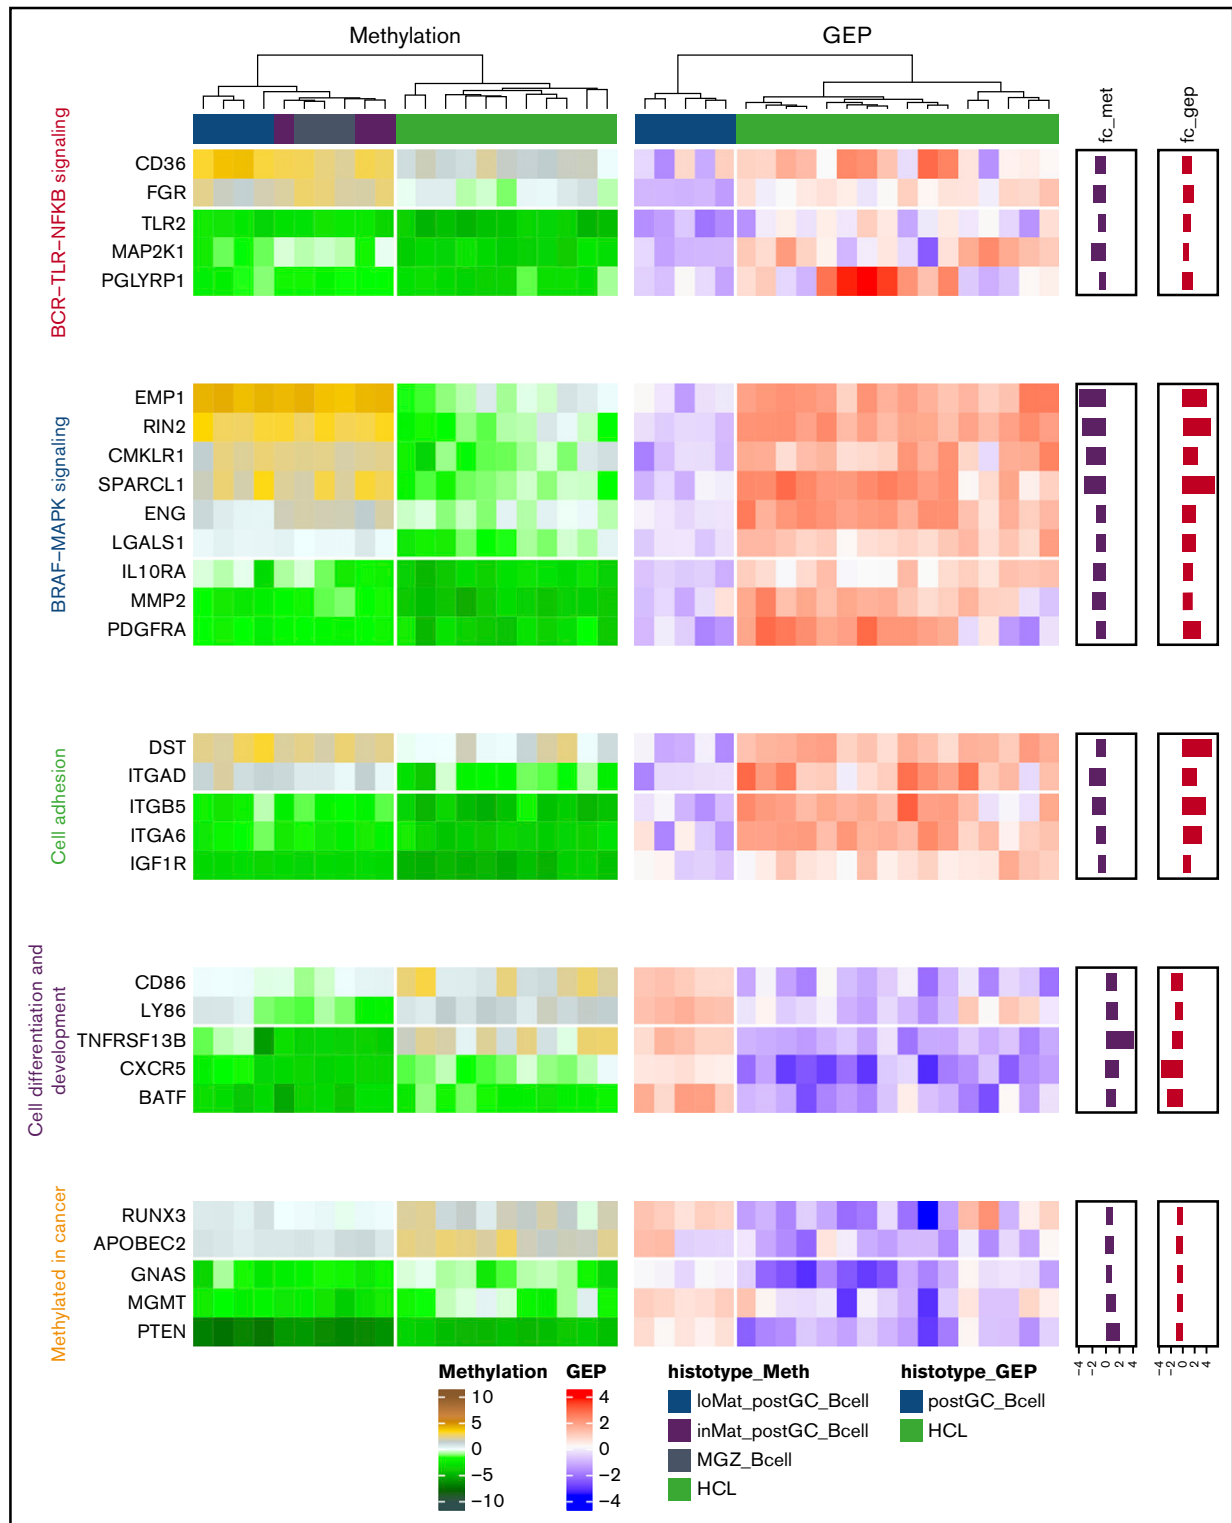 Methylation
GEP
fc_met
fc_gep
BCR–TLR–NFKB signaling
CD36
FGR
TLR2
MAP2K1
PGLYRP1
BRAF–MAPK signaling
EMP1
RIN2
CMKLR1
SPARCL1
ENG
LGALS1
IL10RA
MMP2
PDGFRA
Cell adhesion
DST
ITGAD
ITGB5
ITGA6
IGF1R
Cell differentiation and
development
CD86
LY86
TNFRSF13B
CXCR5
BATF
Methylated in cancer
RUNX3
APOBEC2
GNAS
MGMT
PTEN
−4 −2 0 2 4
−4 −2 0 2 4
Methylation
10
5
0
−5
−10
GEP
4
2
0
−2
−4
histotype_Meth
loMat_postGC_Bcell
inMat_postGC_Bcell
MGZ_Bcell
HCL
histotype_GEP
postGC_Bcell
HCL